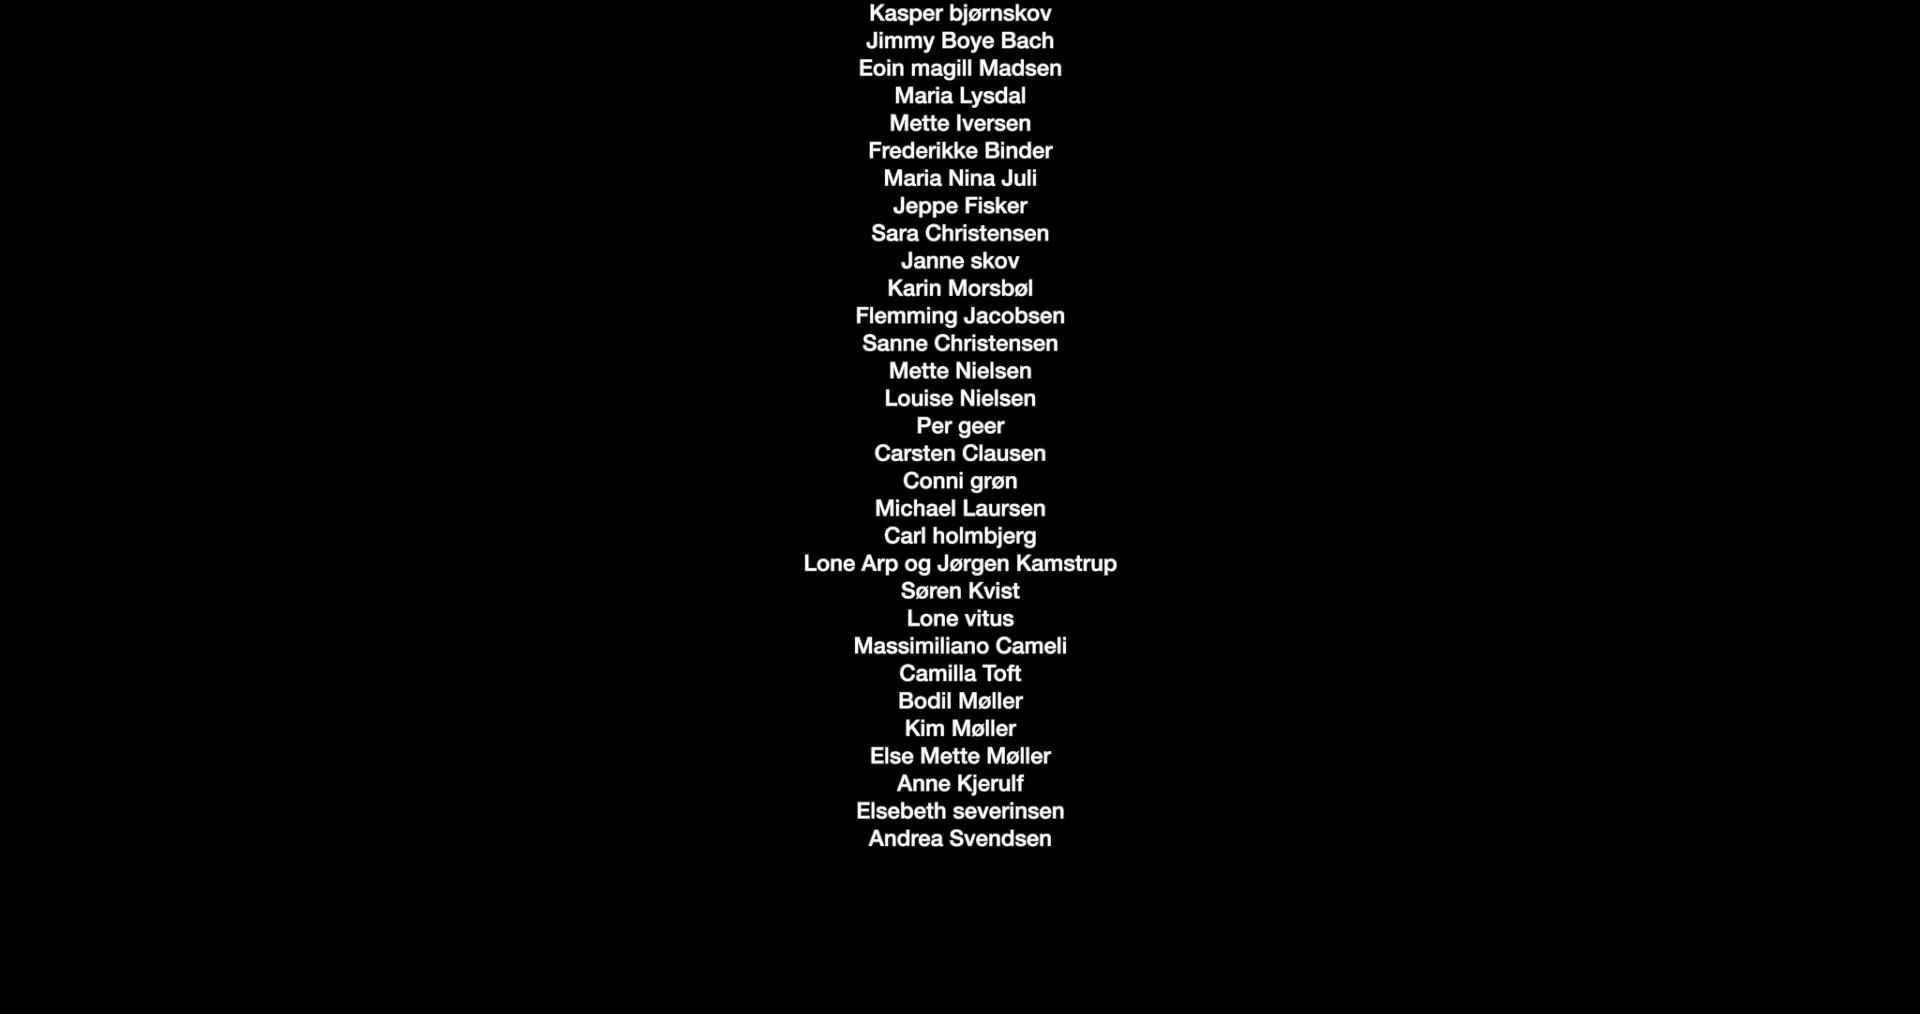 Kasper bjørnskov
Jimmy Boye Bach
Eoin magill Madsen
Maria Lysdal
Mette Iversen
Frederikke Binder
Maria Nina Juli
Jeppe Fisker
Sara Christensen
Janne skov
Karin Morsbøl
Flemming Jacobsen
Sanne Christensen
Mette Nielsen
Louise Nielsen
Per geer
Carsten Clausen
Conni grøn
Michael Laursen
Carl holmbjerg
Lone Arp og Jørgen Kamstrup
Søren Kvist
Lone vitus
Massimiliano Cameli
Camilla Toft
Bodil Møller
Kim Møller
Else Mette Møller
Anne Kjerulf
Elsebeth severinsen
Andrea Svendsen